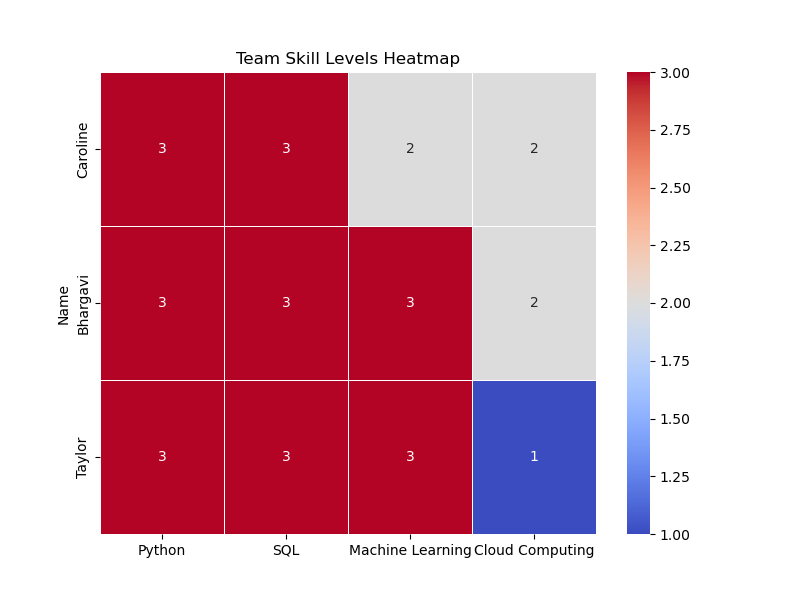 Team Skill Levels Heatmap
Name
Caroline
3 3 2 2
Bhargavi
3 3 3 2
Taylor
3 3 3 1
Python SQL Machine Learning Cloud Computing
3.00
2.75
2.50
2.25
2.00
1.75
1.50
1.25
1.00